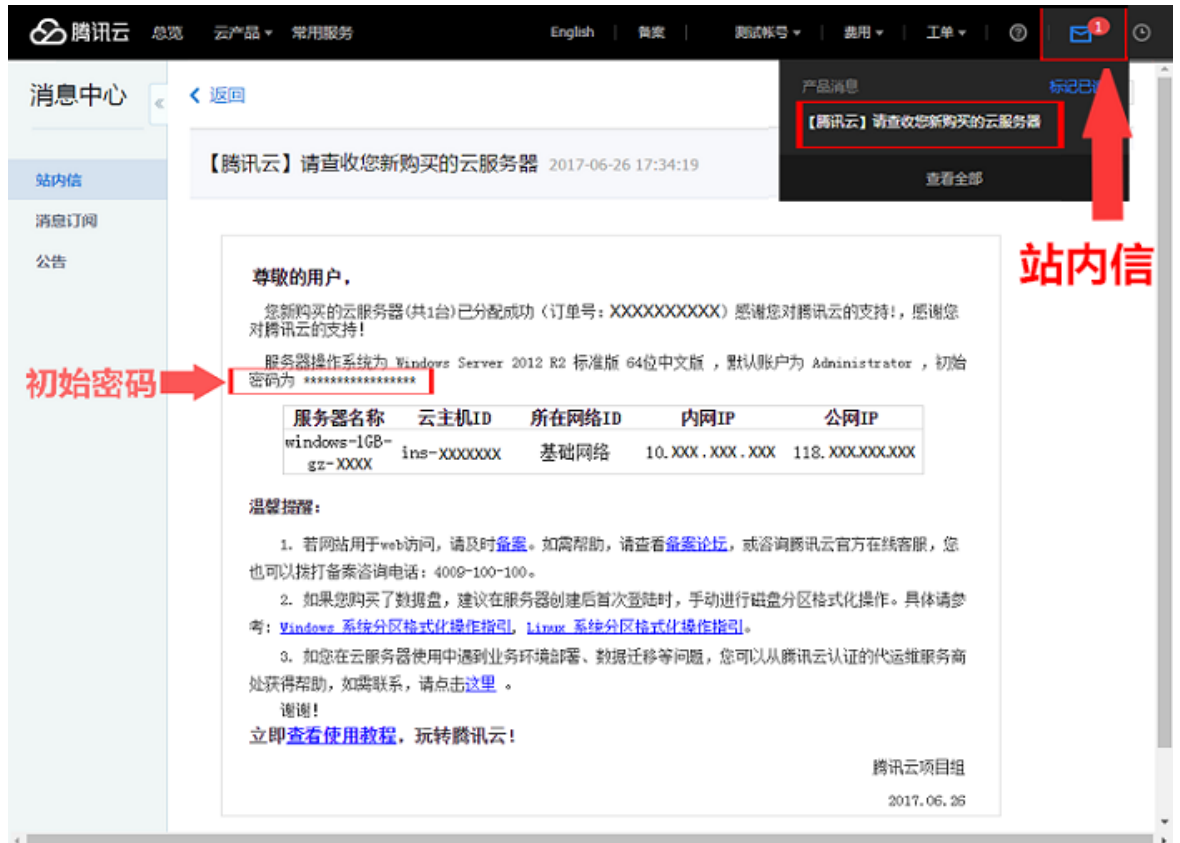 腾讯云 总览 云产品 常用服务 English 备案 测试帐号 费用 工单 1
消息中心
返回
产品消息 标记已
【腾讯云】请查收您新购买的云服务器
查看全部
【腾讯云】请查收您新购买的云服务器 2017-06-26 17:34:19
站内信
消息订阅
公告
站内信
尊敬的用户，
您新购买的云服务器(共1台)已分配成功（订单号：XXXXXXXXXX）感谢您对腾讯云的支持!，感谢您
对腾讯云的支持!
服务器操作系统为 Windows Server 2012 R2 标准版 64位中文版 ，默认账户为 Administrator ，初始
密码为 *****************
初始密码
服务器名称 云主机ID 所在网络ID 内网IP 公网IP
windows-1GB- ins-XXXXXXX 基础网络 10.XXX.XXX.XXX 118.XXX.XXX.XXX
gz-XXXX
温馨提醒：
1. 若网站用于web访问，请及时备案。如需帮助，请查看备案论坛，或咨询腾讯云官方在线客服，您
也可以拨打备案咨询电话：4009-100-100。
2. 如果您购买了数据盘，建议在服务器创建后首次登陆时，手动进行磁盘分区格式化操作。具体请参
考：Windows 系统分区格式化操作指引，Linux 系统分区格式化操作指引。
3. 如您在云服务器使用中遇到业务环境部署、数据迁移等问题，您可以从腾讯云认证的代运维服务商
处获得帮助，如需联系，请点击这里 。
谢谢!
立即查看使用教程，玩转腾讯云!
腾讯云项目组
2017.06.26